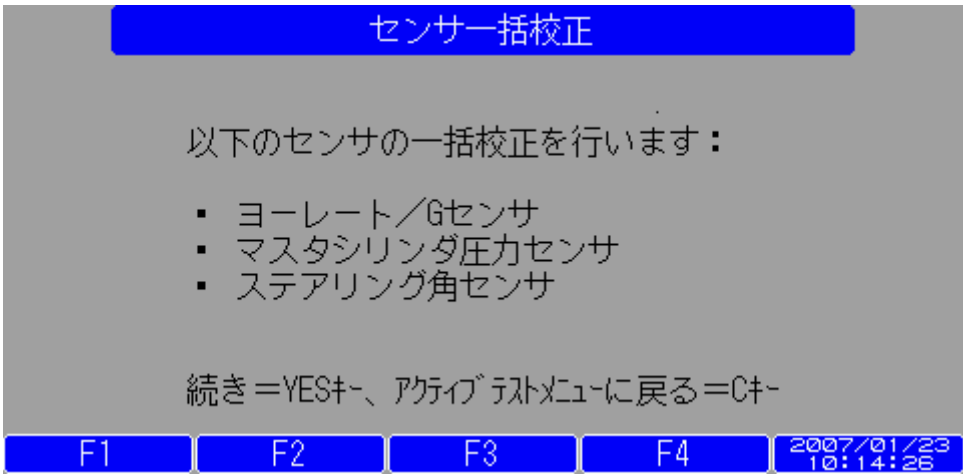 センサ一括校正
以下のセンサの一括校正を行います：
▪ ヨーレート／Gセンサ
▪ マスタシリンダ圧力センサ
▪ ステアリング角センサ
続き＝YESｷｰ、ｱｸﾃｨﾌﾞﾃｽﾄﾒﾆｭｰに戻る＝Cｷｰ
F1 F2 F3 F4 2007/01/23
10:14:26